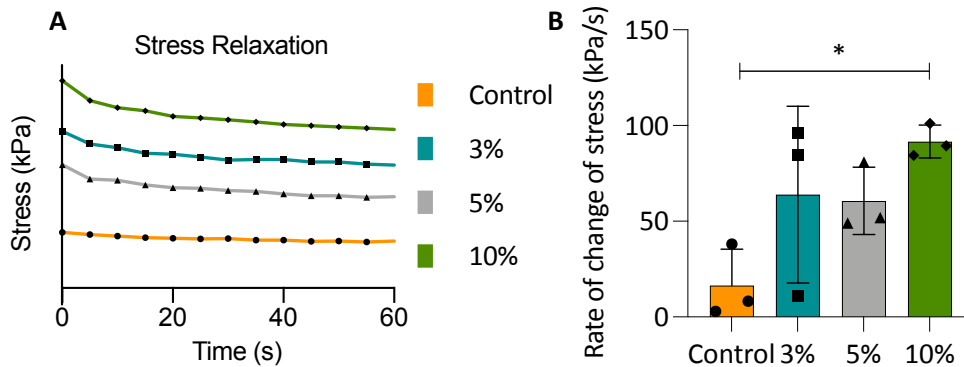 A
Stress Relaxation
Stress (kPa)
0
20
40
60
Time (s)
Control
3%
5%
10%
B
Rate of change of stress (kPa/s)
150
100
50
0
*
Control
3%
5%
10%